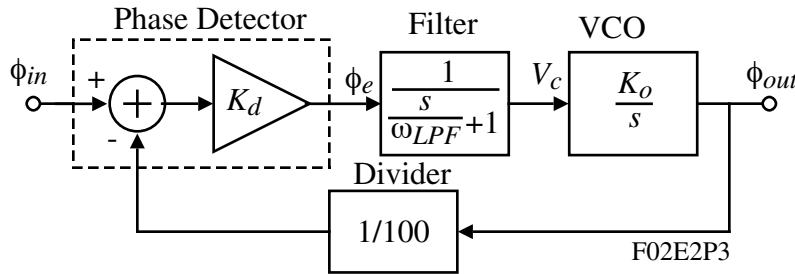 Phase Detector
Filter
VCO
ϕin
+
+
-
Kd
ϕe
1
s
ωLPF
+1
Vc
Ko
s
ϕout
Divider
1/100
F02E2P3